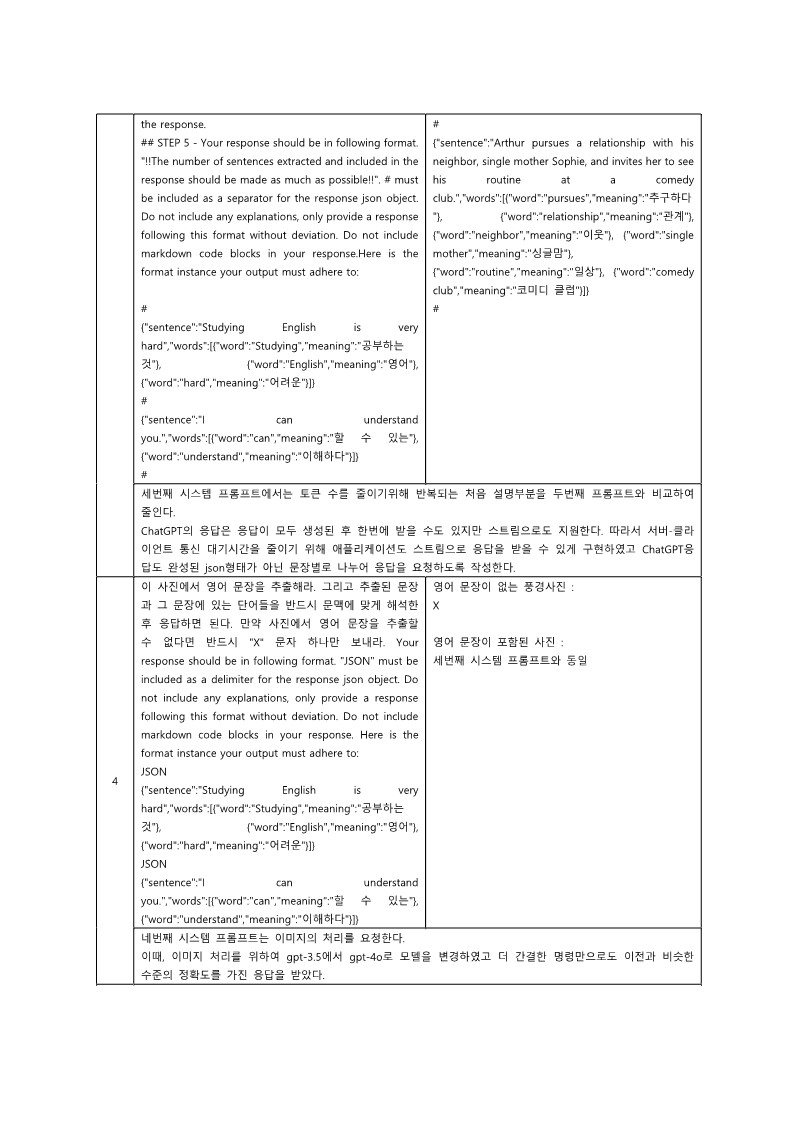 the response.
## STEP 5 - Your response should be in following format.
"!!The number of sentences extracted and included in the
response should be made as much as possible!!". # must
be included as a separator for the response json object.
Do not include any explanations, only provide a response
following this format without deviation. Do not include
markdown code blocks in your response.Here is the
format instance your output must adhere to:
#
{"sentence":"Studying English is very
hard","words":[{"word":"Studying","meaning":"공부하는
것"}, {"word":"English","meaning":"영어"},
{"word":"hard","meaning":"어려운"}]}
#
{"sentence":"I can understand
you.","words":[{"word":"can","meaning":"할 수 있는"},
{"word":"understand","meaning":"이해하다"}]}
#
#
{"sentence":"Arthur pursues a relationship with his
neighbor, single mother Sophie, and invites her to see
his routine at a comedy
club.","words":[{"word":"pursues","meaning":"추구하다
"}, {"word":"relationship","meaning":"관계"},
{"word":"neighbor","meaning":"이웃"}, {"word":"single
mother","meaning":"싱글맘"},
{"word":"routine","meaning":"일상"}, {"word":"comedy
club","meaning":"코미디 클럽"}]}
#
세번째 시스템 프롬프트에서는 토큰 수를 줄이기위해 반복되는 처음 설명부분을 두번째 프롬프트와 비교하여
줄인다.
ChatGPT의 응답은 응답이 모두 생성된 후 한번에 받을 수도 있지만 스트림으로도 지원한다. 따라서 서버-클라
이언트 통신 대기시간을 줄이기 위해 애플리케이션도 스트림으로 응답을 받을 수 있게 구현하였고 ChatGPT응
답도 완성된 json형태가 아닌 문장별로 나누어 응답을 요청하도록 작성한다.
4
이 사진에서 영어 문장을 추출해라. 그리고 추출된 문장
과 그 문장에 있는 단어들을 반드시 문맥에 맞게 해석한
후 응답하면 된다. 만약 사진에서 영어 문장을 추출할
수 없다면 반드시 "X" 문자 하나만 보내라. Your
response should be in following format. "JSON" must be
included as a delimiter for the response json object. Do
not include any explanations, only provide a response
following this format without deviation. Do not include
markdown code blocks in your response. Here is the
format instance your output must adhere to:
JSON
{"sentence":"Studying English is very
hard","words":[{"word":"Studying","meaning":"공부하는
것"}, {"word":"English","meaning":"영어"},
{"word":"hard","meaning":"어려운"}]}
JSON
{"sentence":"I can understand
you.","words":[{"word":"can","meaning":"할 수 있는"},
{"word":"understand","meaning":"이해하다"}]}
영어 문장이 없는 풍경사진 :
X
영어 문장이 포함된 사진 :
세번째 시스템 프롬프트와 동일
네번째 시스템 프롬프트는 이미지의 처리를 요청한다.
이때, 이미지 처리를 위하여 gpt-3.5에서 gpt-4o로 모델을 변경하였고 더 간결한 명령만으로도 이전과 비슷한
수준의 정확도를 가진 응답을 받았다.